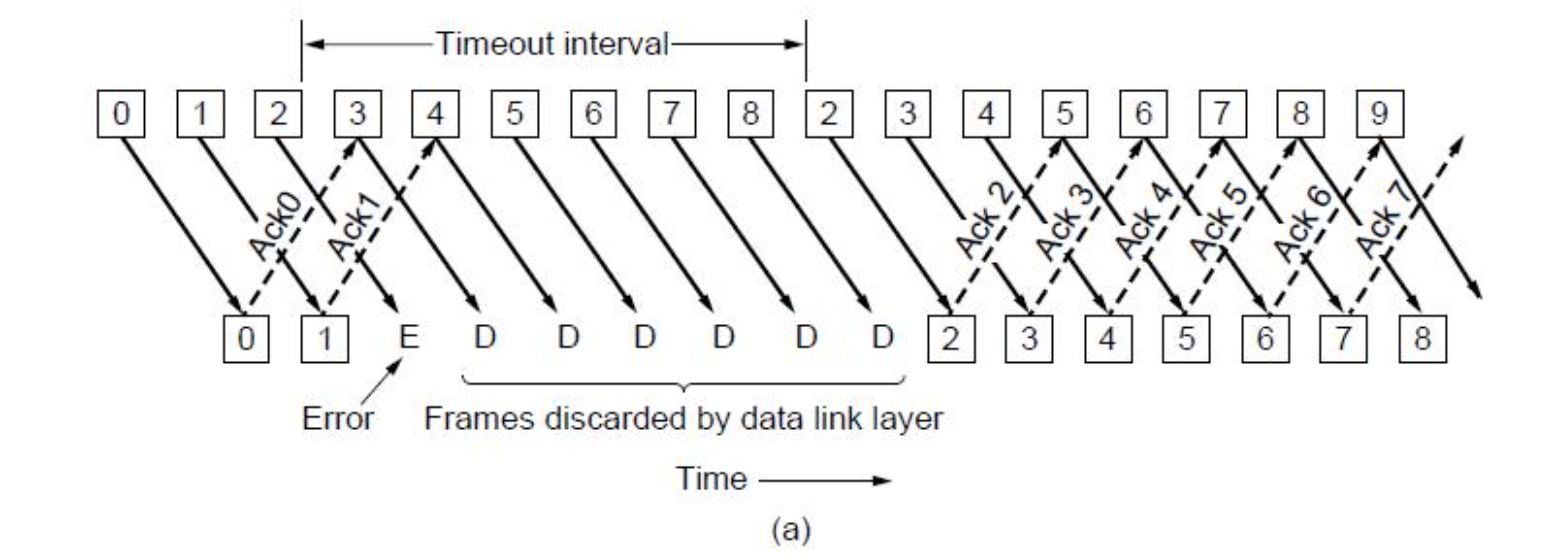 Timeout interval
0 1 2 3 4 5 6 7 8 2 3 4 5 6 7 8 9
Ack0 Ack1 Ack 2 Ack 3 Ack 4 Ack 5 Ack 6 Ack 7
0 1 E D D D D D D 2 3 4 5 6 7 8
Error Frames discarded by data link layer
Time
(a)